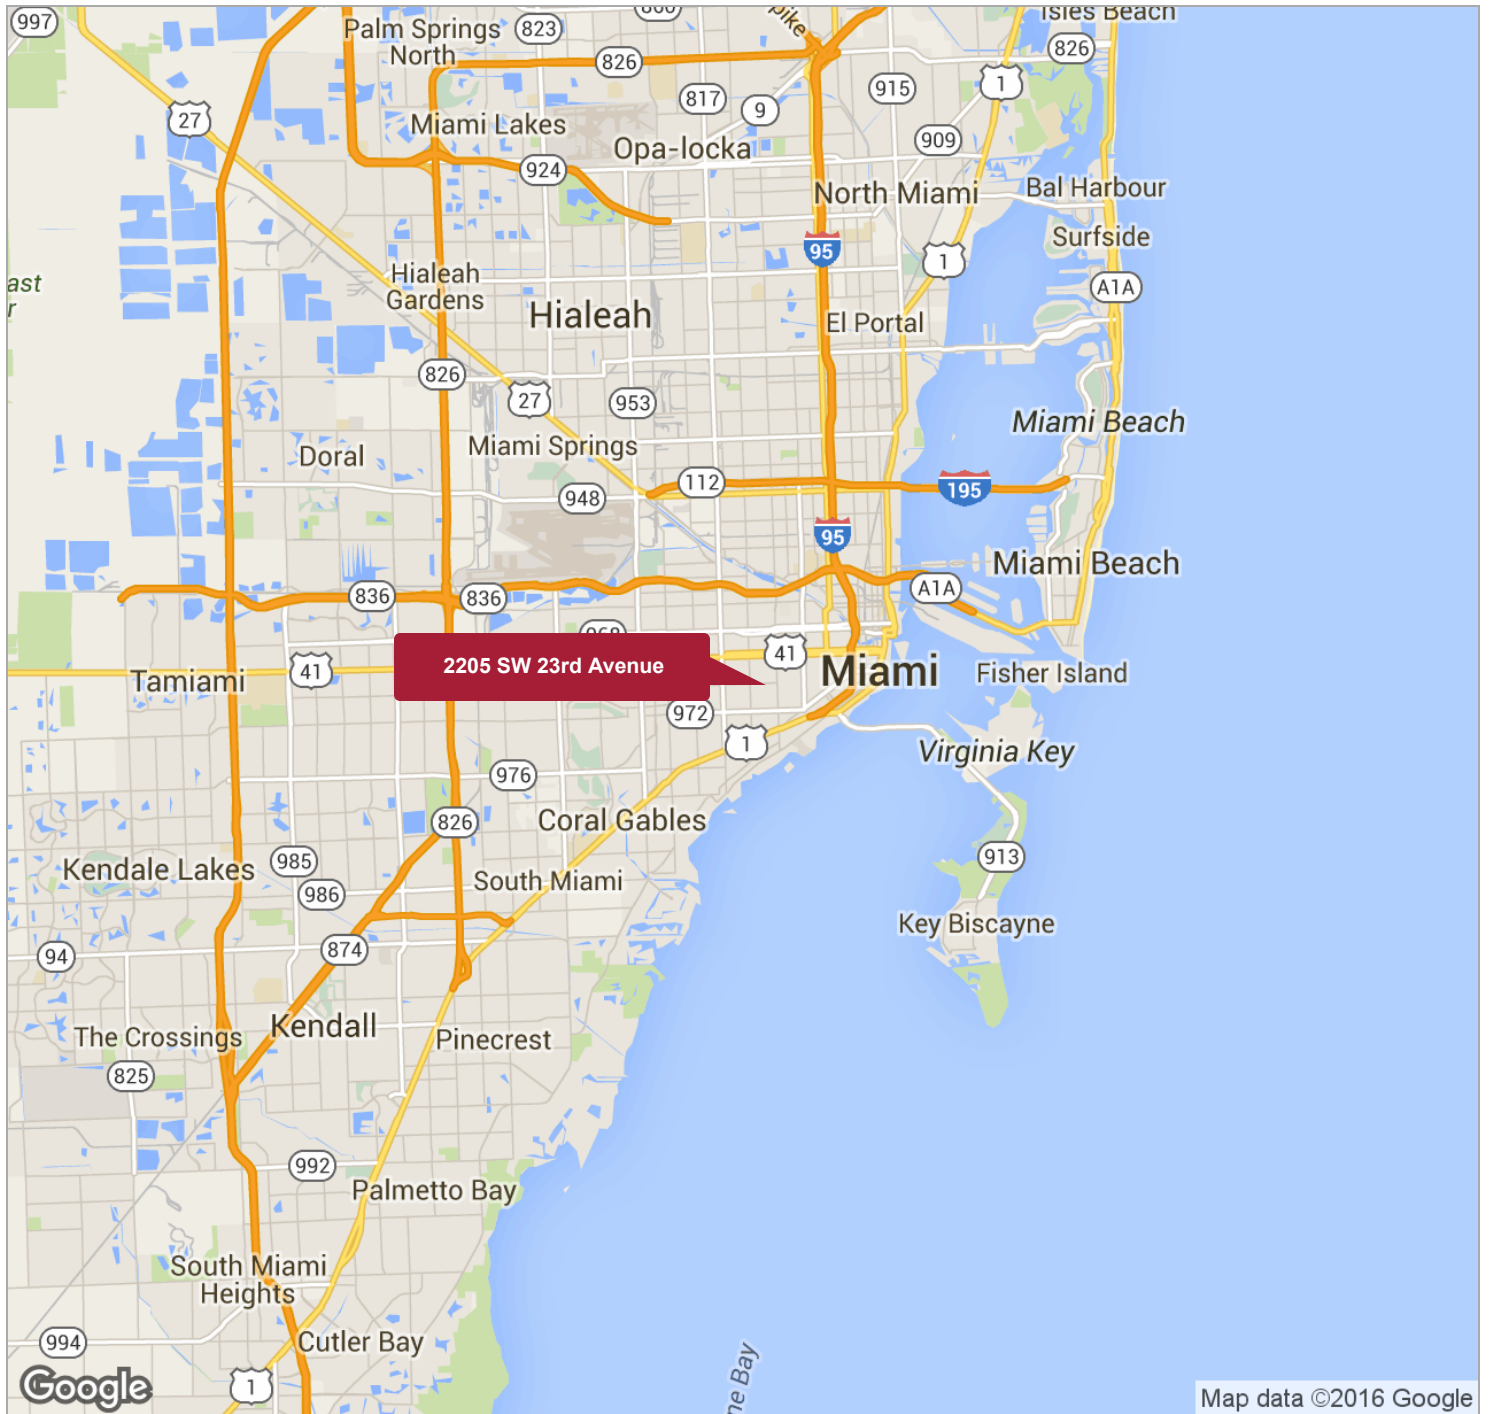 997
Palm Springs
North
823
826
pike
Isles Beach
826
817
9
915
1
27
Miami Lakes
Opa-locka
909
924
North Miami
Bal Harbour
Surfside
95
1
A1A
Hialeah
Gardens
Hialeah
El Portal
ast
r
826
27
953
Miami Beach
Doral
Miami Springs
112
195
948
95
Miami Beach
836
836
A1A
968
2205 SW 23rd Avenue
41
Miami
Fisher Island
Tamiami
41
972
1
Virginia Key
976
826
Coral Gables
Kendale Lakes
985
986
South Miami
913
Key Biscayne
94
874
The Crossings
Kendall
Pinecrest
825
992
Palmetto Bay
South Miami
Heights
994
Cutler Bay
1
ne Bay
Google
Map data ©2016 Google